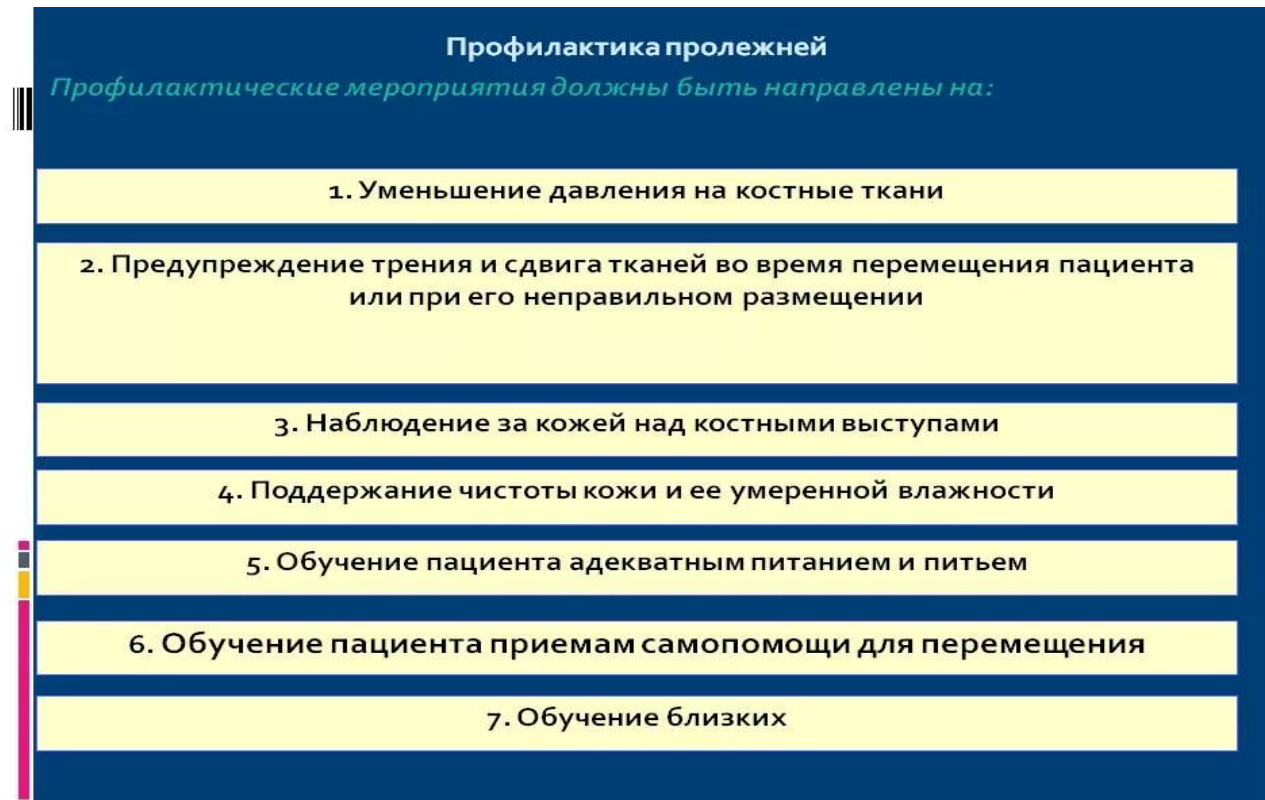 Профилактика пролежней
Профилактические мероприятия должны быть направлены на:
1. Уменьшение давления на костные ткани
2. Предупреждение трения и сдвига тканей во время перемещения пациента
или при его неправильном размещении
3. Наблюдение за кожей над костными выступами
4. Поддержание чистоты кожи и ее умеренной влажности
5. Обучение пациента адекватным питанием и питьем
6. Обучение пациента приемам самопомощи для перемещения
7. Обучение близких